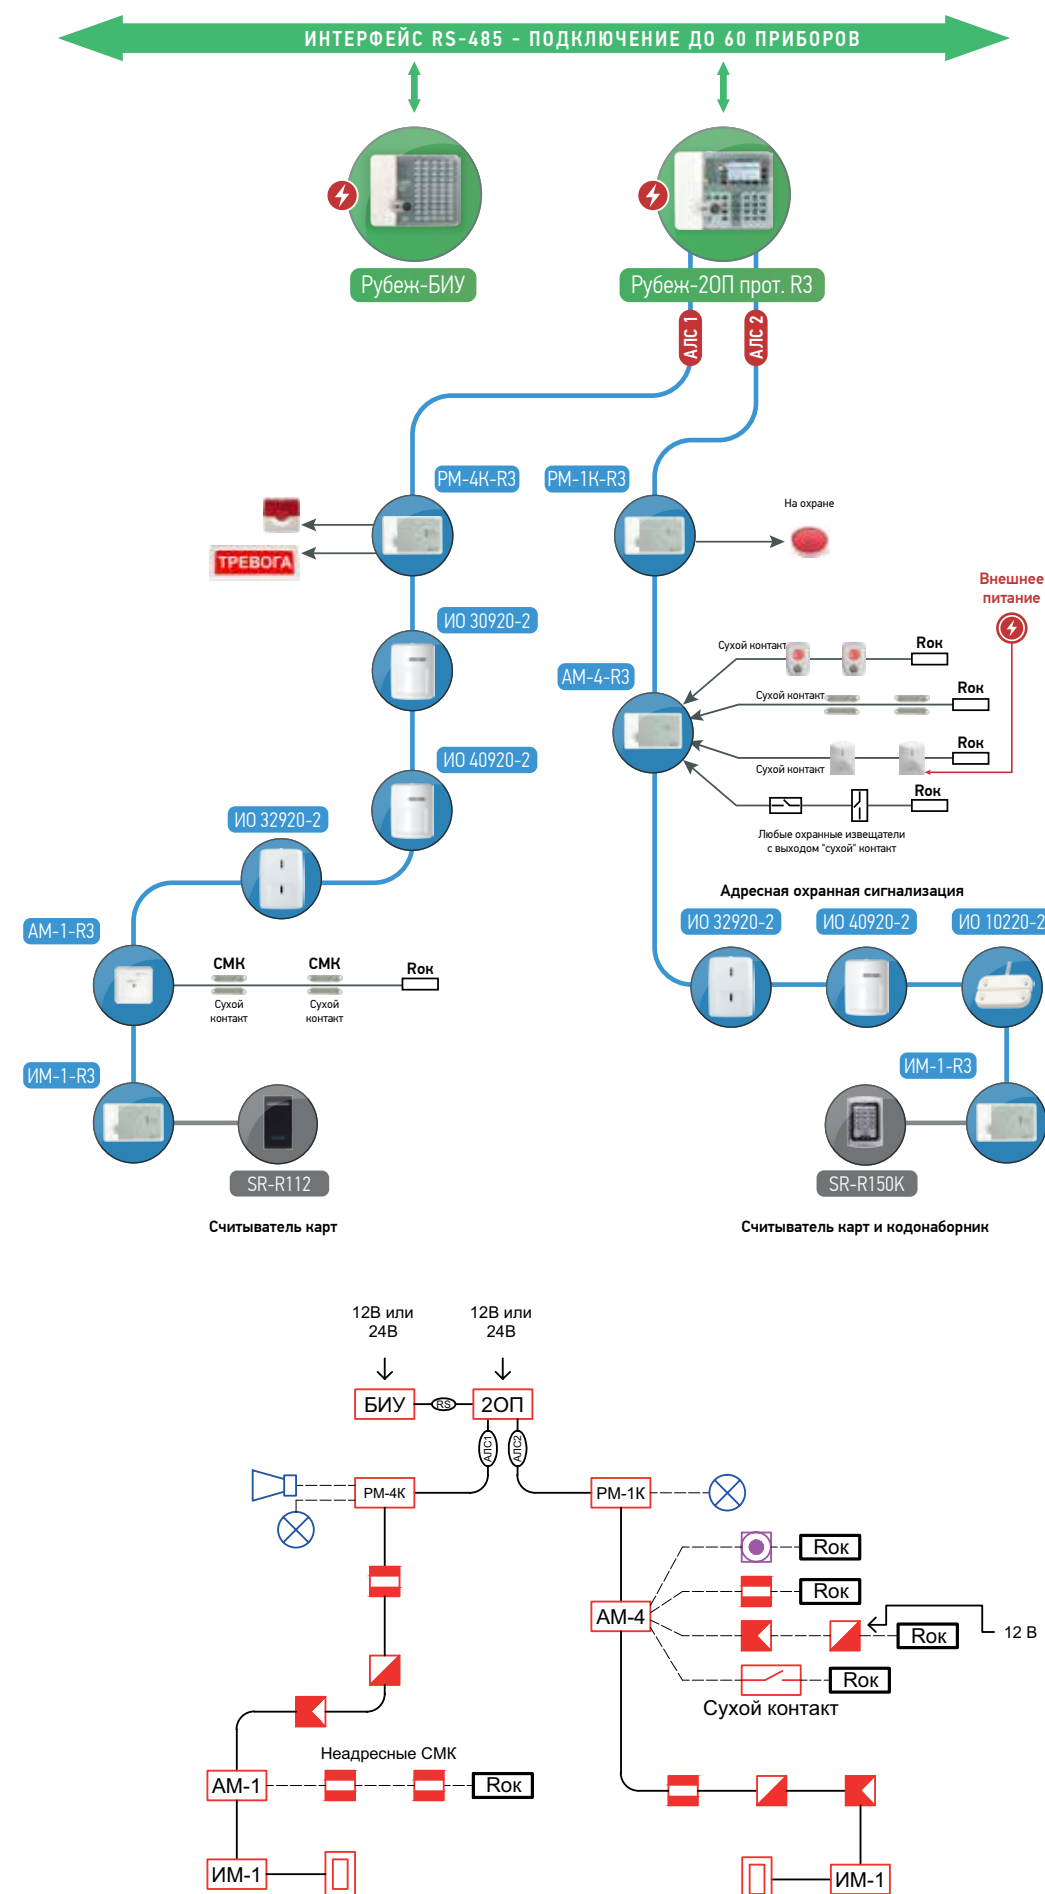 ИНТЕРФЕЙС RS-485 - ПОДКЛЮЧЕНИЕ ДО 60 ПРИБОРОВ
Рубеж-БИУ
Рубеж-2ОП прот. R3
АЛС 1
АЛС 2
РМ-4К-R3
РМ-1К-R3
На охране
ТРЕВОГА
Внешнее
питание
ИО 30920-2
Сухой контакт
Rок
АМ-4-R3
Сухой контакт
Rок
ИО 40920-2
Rок
Сухой контакт
Rок
ИО 32920-2
Любые охранные извещатели
с выходом "сухой" контакт
Адресная охранная сигнализация
АМ-1-R3
ИО 32920-2
ИО 40920-2
ИО 10220-2
СМК
СМК
Rок
Сухой
контакт
Сухой
контакт
ИМ-1-R3
ИМ-1-R3
SR-R112
SR-R150K
Считыватель карт
Считыватель карт и кодонаборник
12В или
24В
12В или
24В
БИУ
RS
2ОП
АЛС1
АЛС2
РМ-4К
РМ-1К
Rок
Rок
АМ-4
Rок
12 В
Rок
Сухой контакт
Неадресные СМК
АМ-1
Rок
ИМ-1
ИМ-1